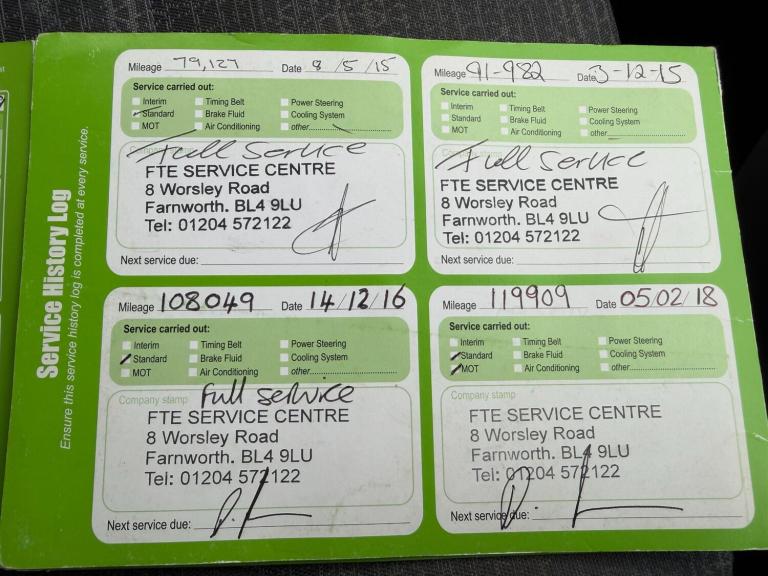 Service History Log
Ensure this service history log is completed at every service.
Mileage 79,127 Date 8/5/15
Service carried out:
Interim Timing Belt Power Steering
Standard Brake Fluid Cooling System
MOT Air Conditioning other
Full Service
FTE SERVICE CENTRE
8 Worsley Road
Farnworth. BL4 9LU
Tel: 01204 572122
Next service due:
Mileage 91-982 Date 3-12-15
Service carried out:
Interim Timing Belt Power Steering
Standard Brake Fluid Cooling System
MOT Air Conditioning other
Full Service
FTE SERVICE CENTRE
8 Worsley Road
Farnworth. BL4 9LU
Tel: 01204 572122
Next service due:
Mileage 108049 Date 14/12/16
Service carried out:
Interim Timing Belt Power Steering
Standard Brake Fluid Cooling System
MOT Air Conditioning other
Company stamp Full Service
FTE SERVICE CENTRE
8 Worsley Road
Farnworth. BL4 9LU
Tel: 01204 572122
Next service due:
Mileage 119909 Date 05/02/18
Service carried out:
Interim Timing Belt Power Steering
Standard Brake Fluid Cooling System
MOT Air Conditioning other
Company stamp
FTE SERVICE CENTRE
8 Worsley Road
Farnworth. BL4 9LU
Tel: 01204 572122
Next service due: